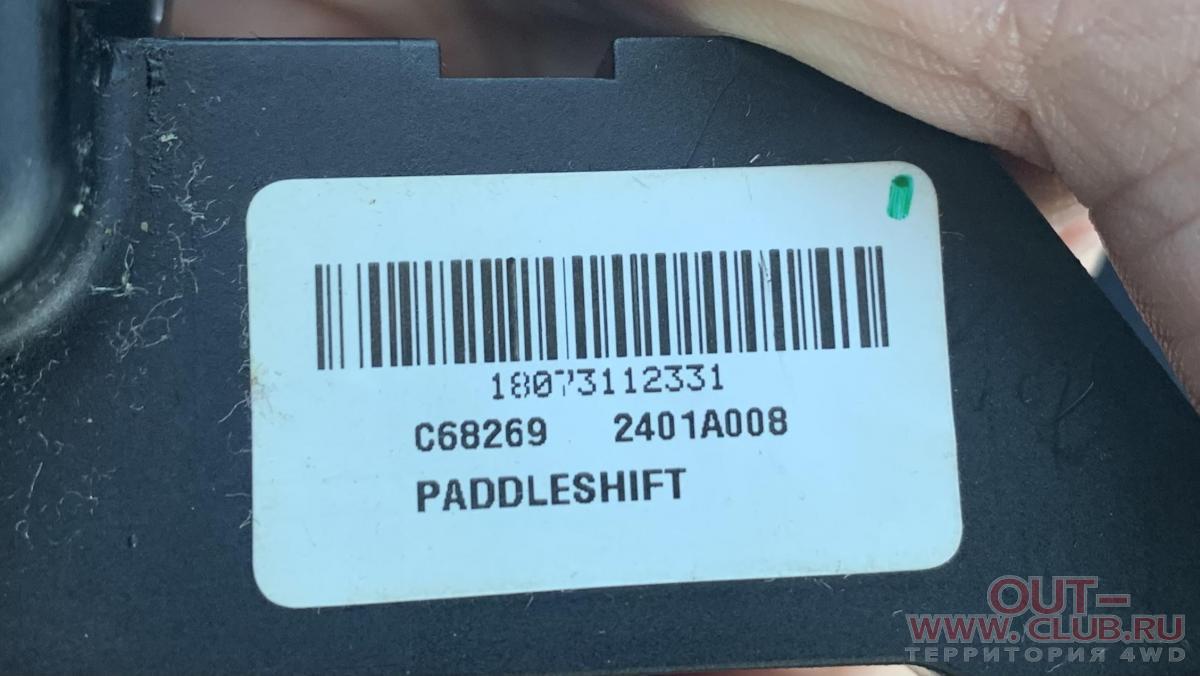 18073112331
C68269 2401A008
PADDLESHIFT
OUT-
WWW.CLUB.RU
ТЕРРИТОРИЯ 4WD